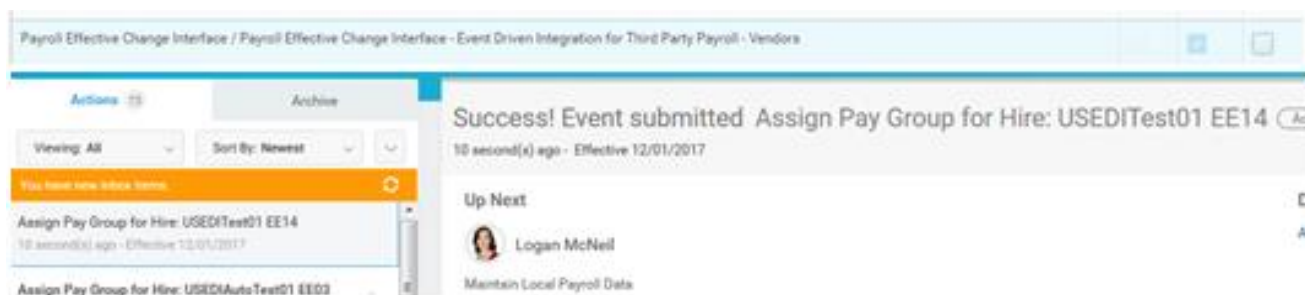 Payroll Effective Change Interface / Payroll Effective Change Interface - Event Driven Integration for Third Party Payroll - Vendors
Actions 15
Archive
Viewing: All
Sort By: Newest
You have new inbox items.
Assign Pay Group for Hire: USEDITest01 EE14
10 second(s) ago - Effective 12/01/2017
Assign Pay Group for Hire: USEDIAutoTest01 EE03
Success! Event submitted Assign Pay Group for Hire: USEDITest01 EE14
10 second(s) ago - Effective 12/01/2017
Up Next
Logan McNeil
Maintain Local Payroll Data